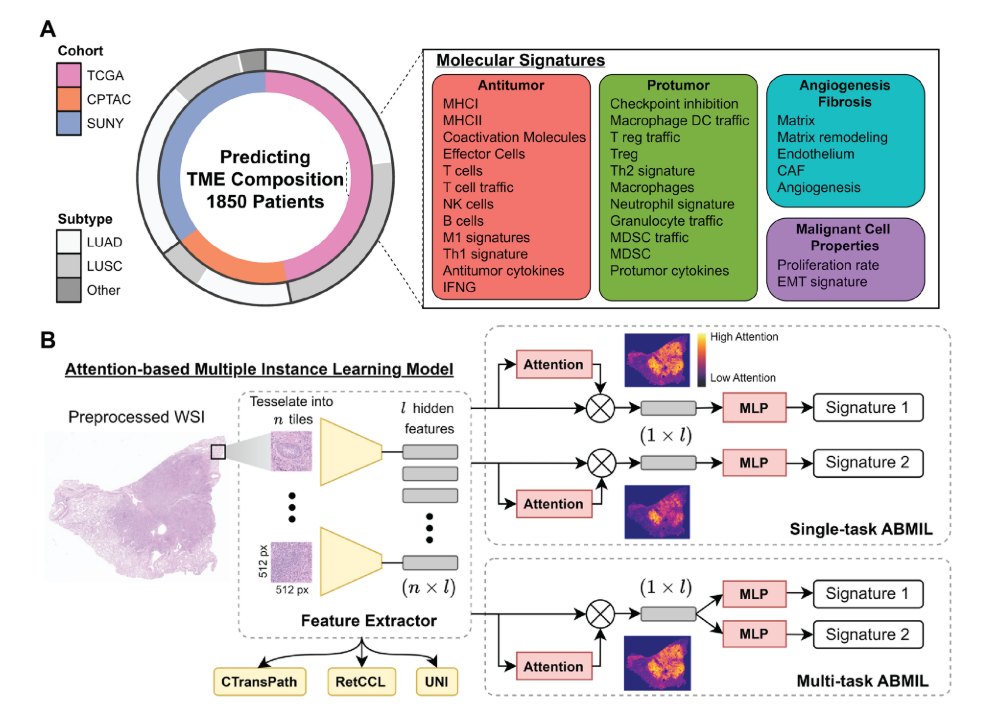 A
Cohort
TCGA
CPTAC
SUNY
Subtype
LUAD
LUSC
Other
Predicting
TME Composition
1850 Patients
Molecular Signatures
Antitumor
MHCI
MHCII
Coactivation Molecules
Effector Cells
T cells
T cell traffic
NK cells
B cells
M1 signatures
Th1 signature
Antitumor cytokines
IFNG
Protumor
Checkpoint inhibition
Macrophage DC traffic
T reg traffic
Treg
Th2 signature
Macrophages
Neutrophil signature
Granulocyte traffic
MDSC traffic
MDSC
Protumor cytokines
Angiogenesis
Fibrosis
Matrix
Matrix remodeling
Endothelium
CAF
Angiogenesis
Malignant Cell
Properties
Proliferation rate
EMT signature
B
Attention-based Multiple Instance Learning Model
Preprocessed WSI
Tesselate into
n tiles
l hidden
features
512 px
512 px
(n × l)
Feature Extractor
CTransPath
RetCCL
UNI
Attention
High Attention
Low Attention
(1 × l)
MLP
Signature 1
MLP
Signature 2
Attention
Single-task ABMIL
(1 × l)
MLP
Signature 1
MLP
Signature 2
Attention
Multi-task ABMIL